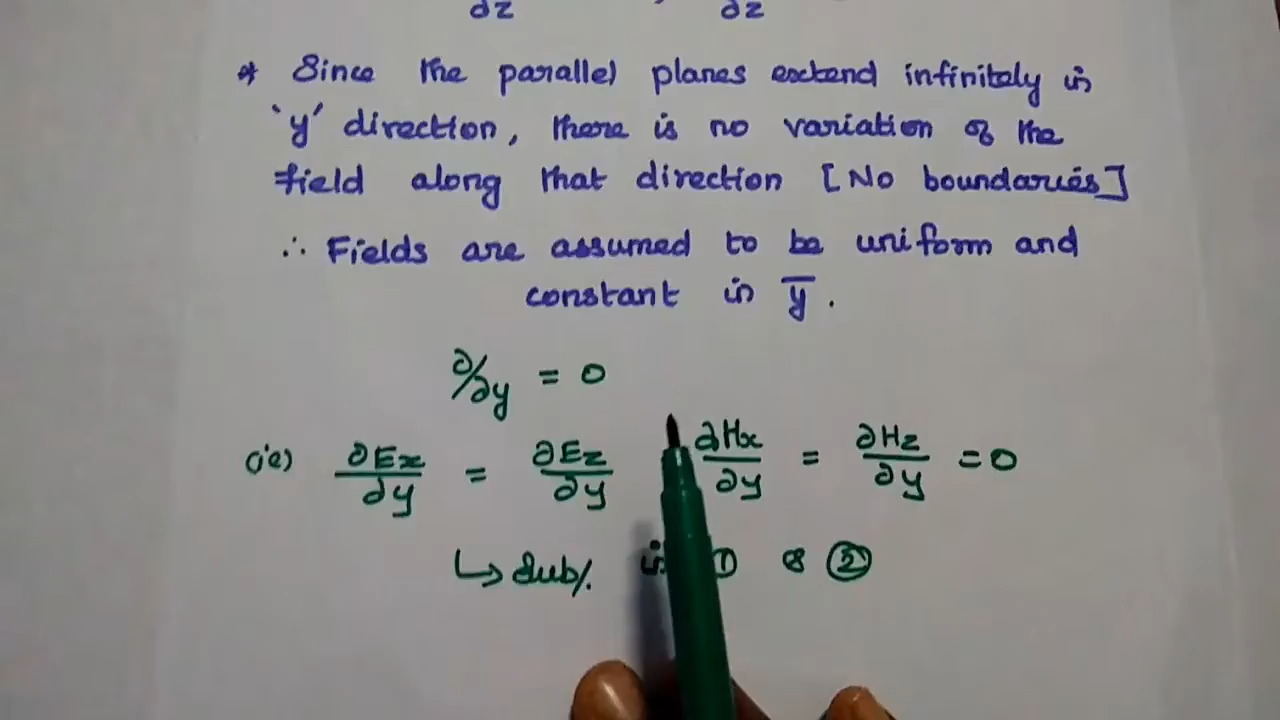 ∂z ∂z
* Since the parallel planes extend infinitely in
'y' direction, there is no variation of the
field along that direction [No boundaries]
∴ Fields are assumed to be uniform and
constant in y̅.
∂/∂y = 0
(ie) ∂Ex/∂y = ∂Ez/∂y ∂Hx/∂y = ∂Hz/∂y = 0
↳ sub/. in ① & ②